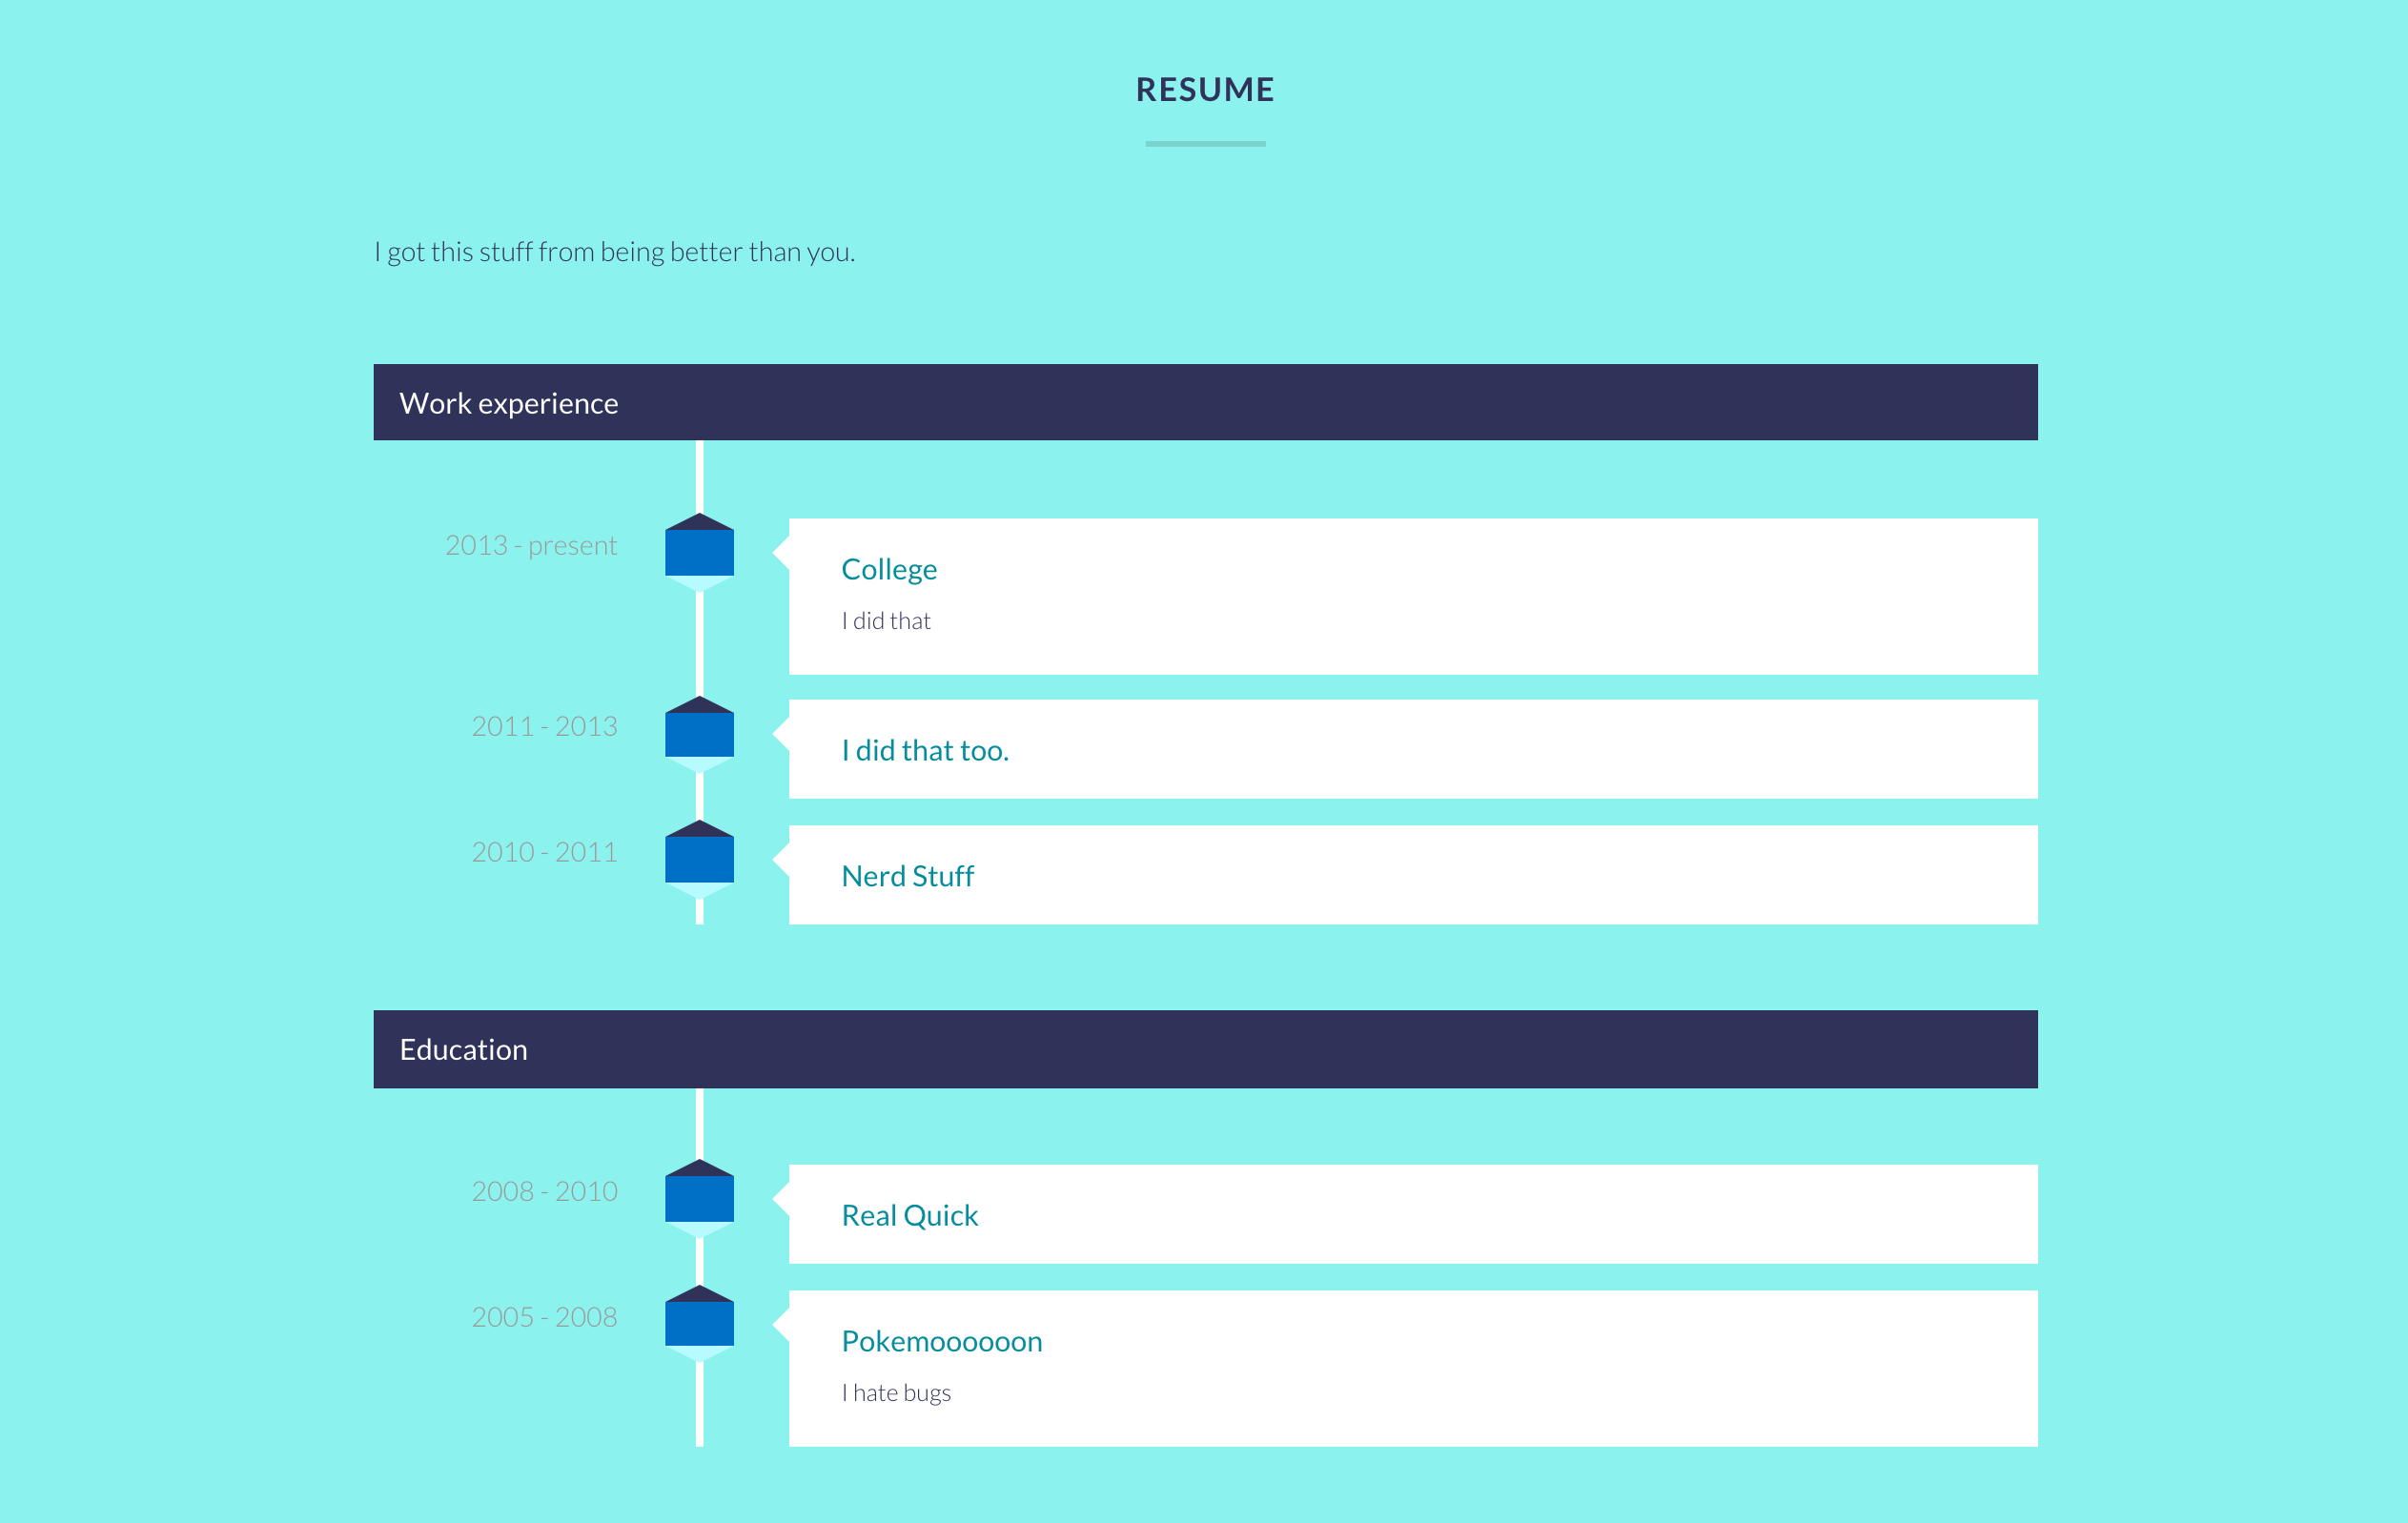 RESUME
I got this stuff from being better than you.
Work experience
2013 - present
College
I did that
2011 - 2013
I did that too.
2010 - 2011
Nerd Stuff
Education
2008 - 2010
Real Quick
2005 - 2008
Pokemoooooon
I hate bugs